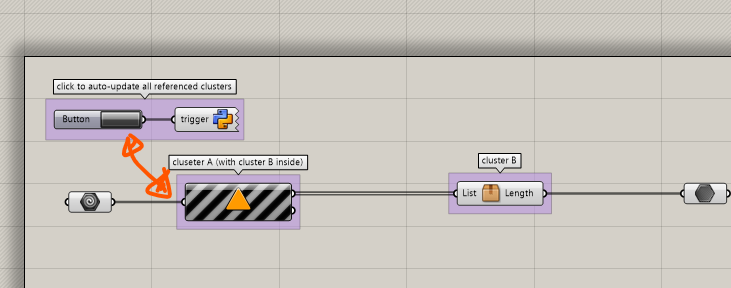 click to auto-update all referenced clusters
Button
trigger
cluseter A (with cluster B inside)
cluster B
List
Length